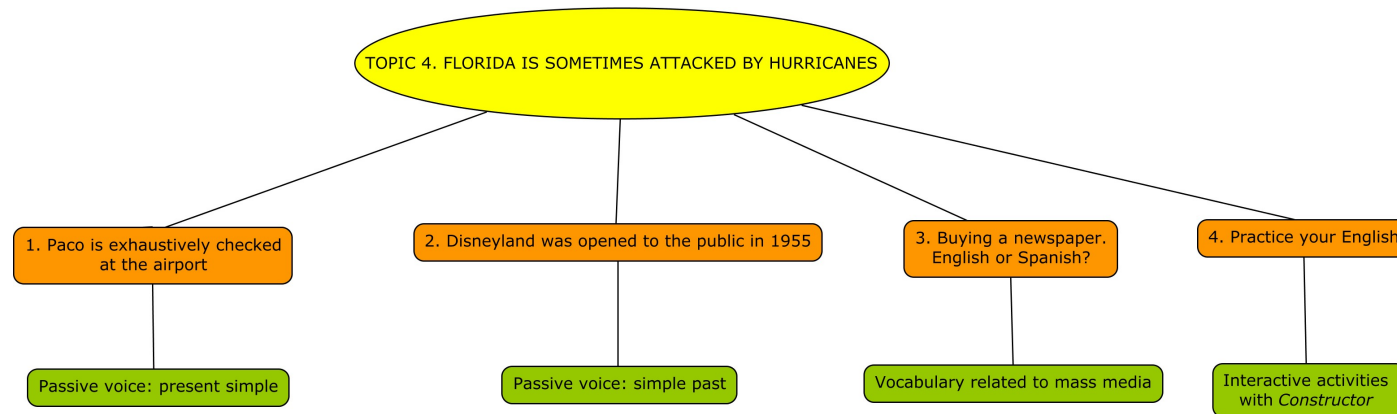 TOPIC 4. FLORIDA IS SOMETIMES ATTACKED BY HURRICANES
1. Paco is exhaustively checked
at the airport
2. Disneyland was opened to the public in 1955
3. Buying a newspaper.
English or Spanish?
4. Practice your English
Passive voice: present simple
Passive voice: simple past
Vocabulary related to mass media
Interactive activities
with Constructor